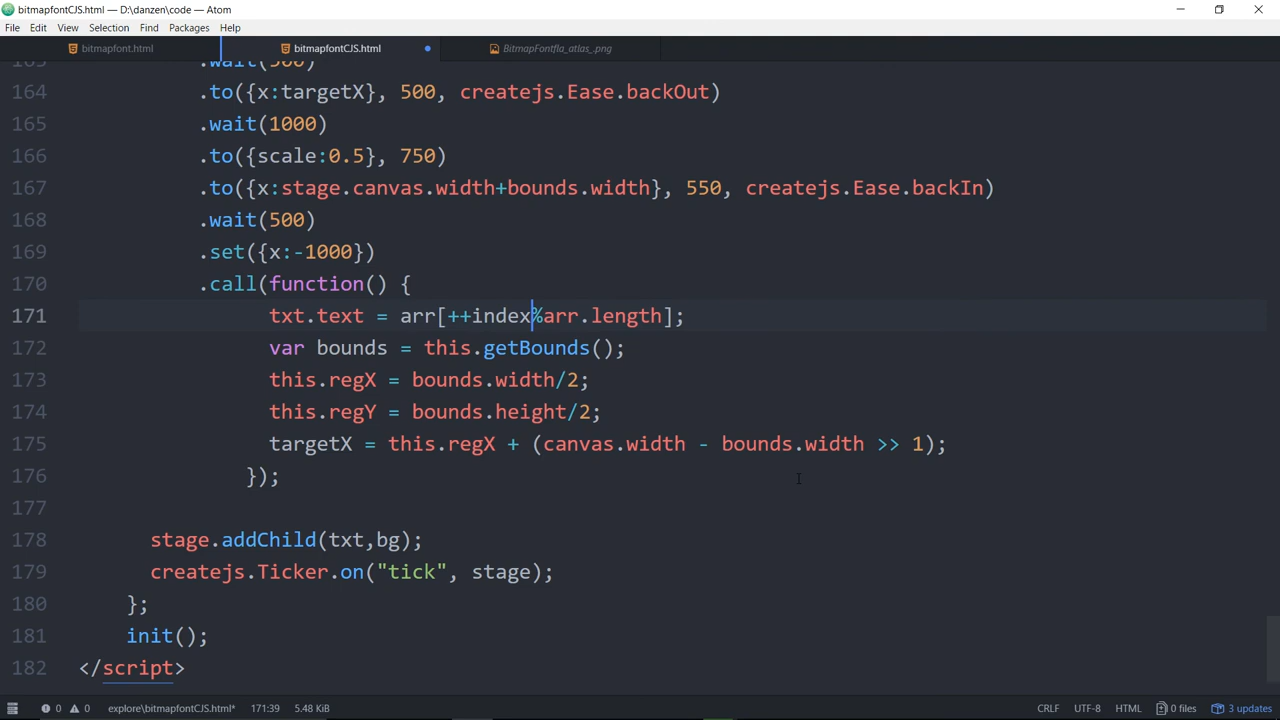 bitmapfontCJS.html — D:\danzen\code — Atom
File Edit View Selection Find Packages Help
bitmapfont.html bitmapfontCJS.html BitmapFontfla_atlas_.png
163 .wait(500)
164 .to({x:targetX}, 500, createjs.Ease.backOut)
165 .wait(1000)
166 .to({scale:0.5}, 750)
167 .to({x:stage.canvas.width+bounds.width}, 550, createjs.Ease.backIn)
168 .wait(500)
169 .set({x:-1000})
170 .call(function() {
171 txt.text = arr[++index%arr.length];
172 var bounds = this.getBounds();
173 this.regX = bounds.width/2;
174 this.regY = bounds.height/2;
175 targetX = this.regX + (canvas.width - bounds.width >> 1);
176 });
177
178 stage.addChild(txt,bg);
179 createjs.Ticker.on("tick", stage);
180 };
181 init();
182 </script>
0 0 explore\bitmapfontCJS.html* 171:39 5.48 KiB CRLF UTF-8 HTML 0 files 3 updates